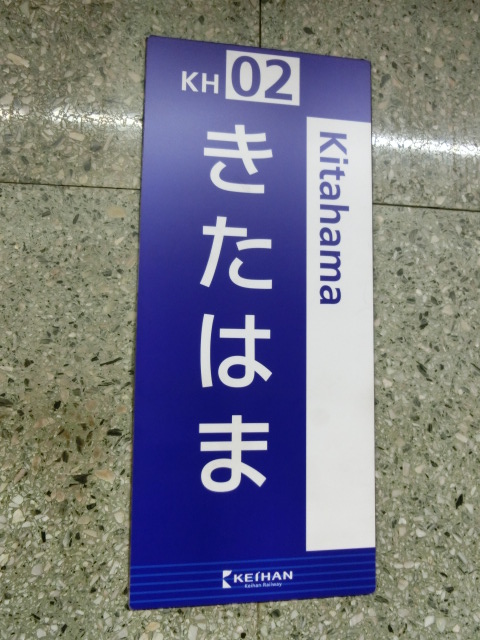 KH 02
きたはま
Kitahama
KEIHAN
Keihan Railway